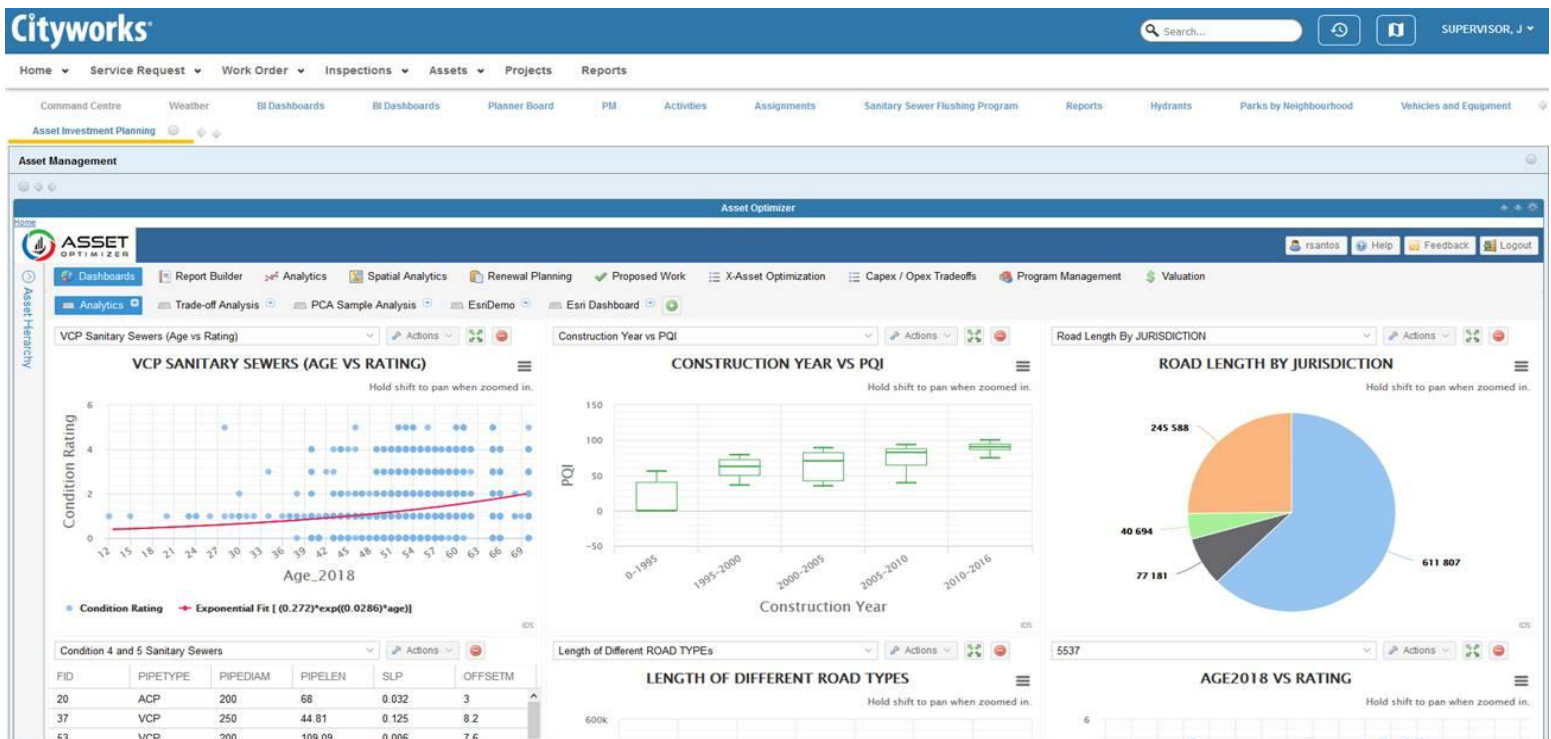 Cityworks
Search...
SUPERVISOR, J
Home Service Request Work Order Inspections Assets Projects Reports
Command Centre Weather BI Dashboards BI Dashboards Planner Board PM Activities Assignments Sanitary Sewer Flushing Program Reports Hydrants Parks by Neighbourhood Vehicles and Equipment
Asset Investment Planning
Asset Management
Asset Optimizer
Home
ASSET
OPTIMIZER
rsantos Help Feedback Logout
Asset Hierarchy
Dashboards Report Builder Analytics Spatial Analytics Renewal Planning Proposed Work X-Asset Optimization Capex / Opex Tradeoffs Program Management Valuation
Analytics Trade-off Analysis PCA Sample Analysis EsriDemo Esri Dashboard
VCP Sanitary Sewers (Age vs Rating) Actions
VCP SANITARY SEWERS (AGE VS RATING)
Hold shift to pan when zoomed in.
Condition Rating
6
4
2
0
12 15 18 21 24 27 30 33 36 39 42 45 48 51 54 57 60 63 66 69
Age_2018
Condition Rating Exponential Fit [ (0.272)*exp((0.0286)*age)]
IDS
Construction Year vs PQI Actions
CONSTRUCTION YEAR VS PQI
Hold shift to pan when zoomed in.
PQI
150
100
50
0
-50
0-1995 1995-2000 2000-2005 2005-2010 2010-2016
Construction Year
IDS
Road Length By JURISDICTION Actions
ROAD LENGTH BY JURISDICTION
Hold shift to pan when zoomed in.
245 588
40 694
77 181
611 807
IDS
Condition 4 and 5 Sanitary Sewers Actions
FID PIPETYPE PIPEDIAM PIPELEN SLP OFFSETM
20 ACP 200 68 0.032 3
37 VCP 250 44.81 0.125 8.2
53 VCP 200 109.09 0.006 7.6
Length of Different ROAD TYPEs Actions
LENGTH OF DIFFERENT ROAD TYPES
Hold shift to pan when zoomed in.
600k
5537 Actions
AGE2018 VS RATING
Hold shift to pan when zoomed in.
6